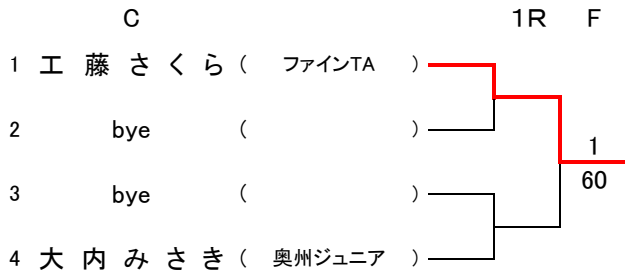 C 1R F
1 工藤さくら ( ファインTA )
2 bye ( )
1
60
3 bye ( )
4 大内みさき ( 奥州ジュニア )